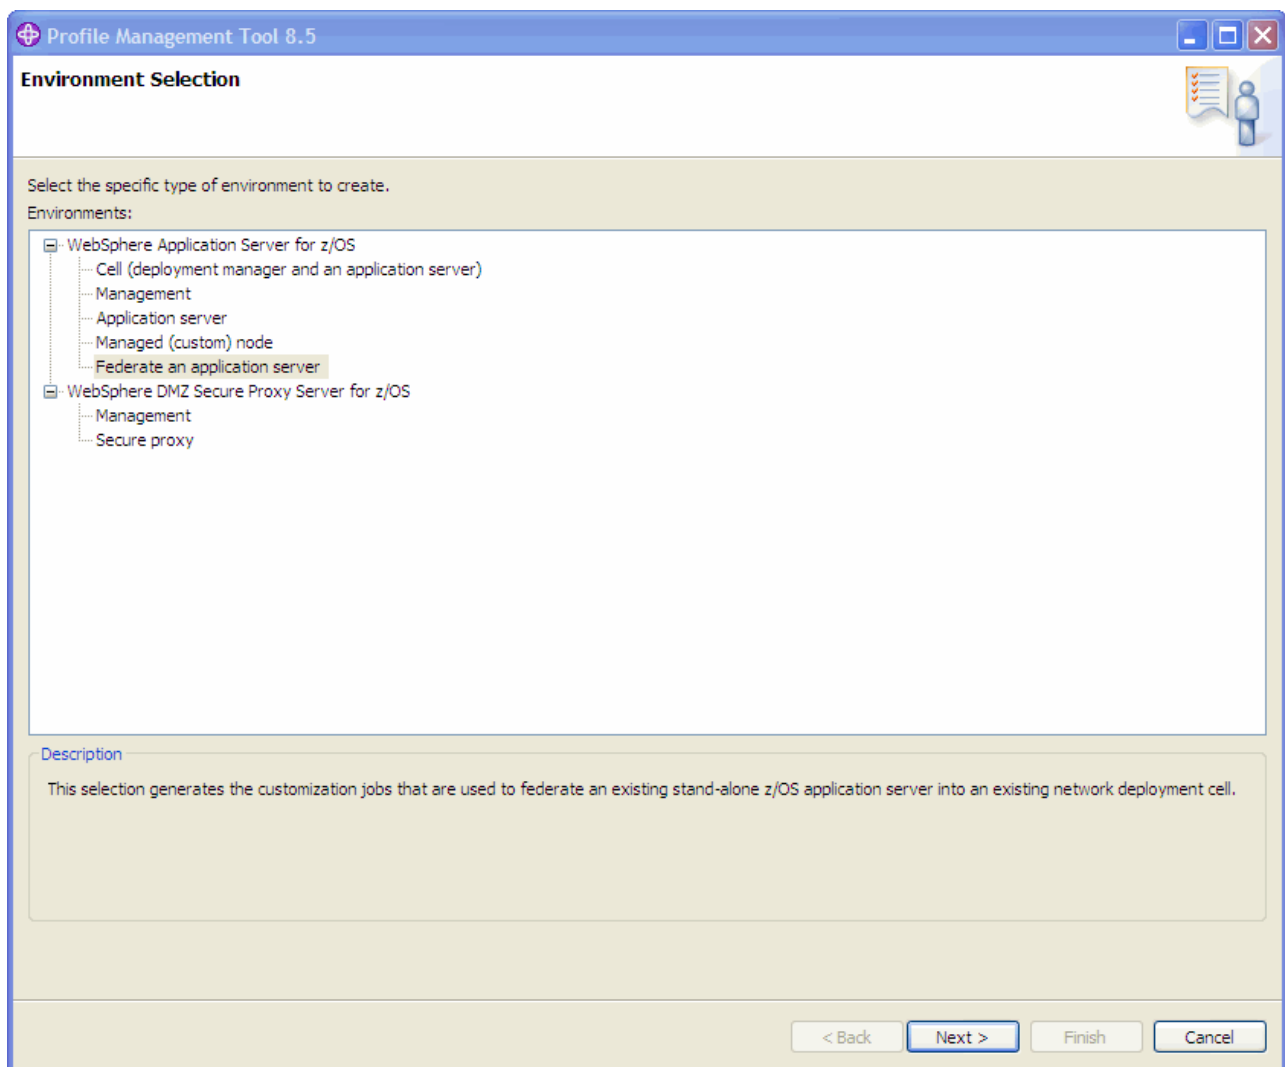 Profile Management Tool 8.5
Environment Selection
Select the specific type of environment to create.
Environments:
WebSphere Application Server for z/OS
Cell (deployment manager and an application server)
Management
Application server
Managed (custom) node
Federate an application server
WebSphere DMZ Secure Proxy Server for z/OS
Management
Secure proxy
Description
This selection generates the customization jobs that are used to federate an existing stand-alone z/OS application server into an existing network deployment cell.
< Back
Next >
Finish
Cancel